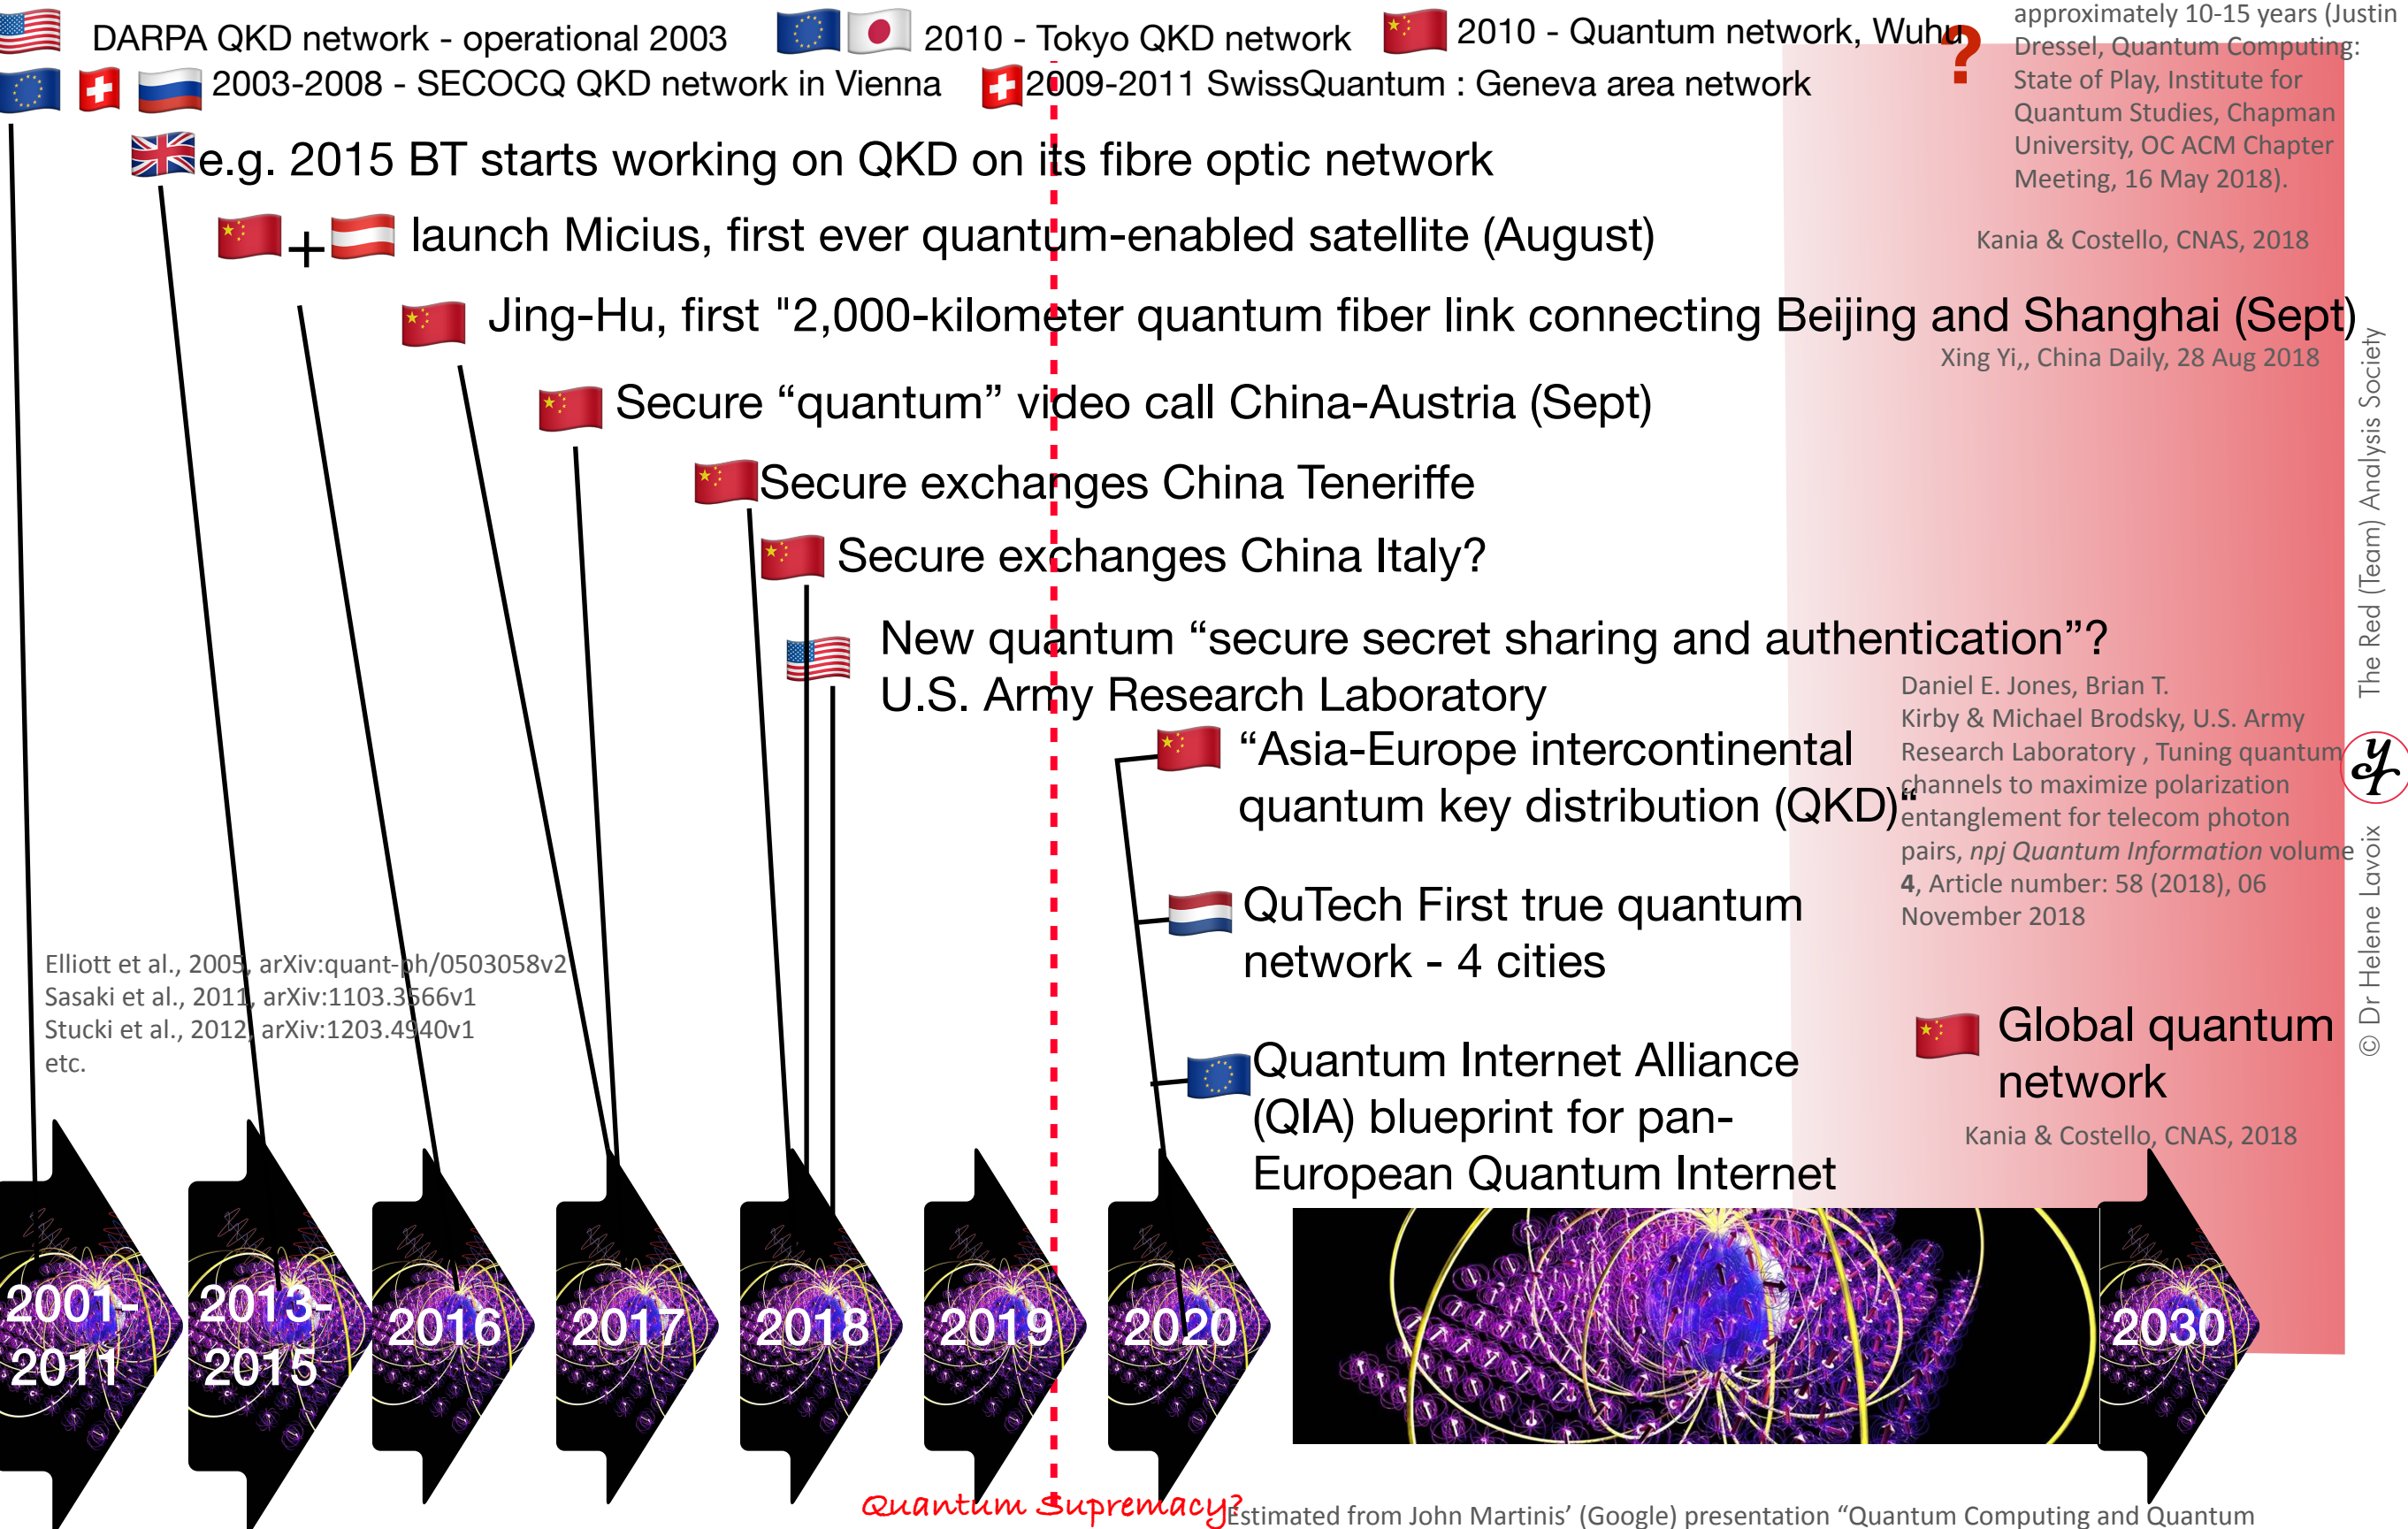 DARPA QKD network - operational 2003
2010 - Tokyo QKD network
2010 - Quantum network, Wuhu
2003-2008 - SECOCQ QKD network in Vienna
2009-2011 SwissQuantum : Geneva area network
?
approximately 10-15 years (Justin
Dressel, Quantum Computing:
State of Play, Institute for
Quantum Studies, Chapman
University, OC ACM Chapter
Meeting, 16 May 2018).
Kania & Costello, CNAS, 2018
e.g. 2015 BT starts working on QKD on its fibre optic network
+
launch Micius, first ever quantum-enabled satellite (August)
Jing-Hu, first "2,000-kilometer quantum fiber link connecting Beijing and Shanghai (Sept)
Xing Yi,, China Daily, 28 Aug 2018
Secure “quantum” video call China-Austria (Sept)
Secure exchanges China Teneriffe
Secure exchanges China Italy?
New quantum “secure secret sharing and authentication”?
U.S. Army Research Laboratory
Daniel E. Jones, Brian T.
Kirby & Michael Brodsky, U.S. Army
Research Laboratory , Tuning quantum
channels to maximize polarization
entanglement for telecom photon
pairs, npj Quantum Information volume
4, Article number: 58 (2018), 06
November 2018
“Asia-Europe intercontinental
quantum key distribution (QKD)“
QuTech First true quantum
network - 4 cities
Quantum Internet Alliance
(QIA) blueprint for pan-
European Quantum Internet
Global quantum
network
Kania & Costello, CNAS, 2018
Elliott et al., 2005, arXiv:quant-ph/0503058v2
Sasaki et al., 2011, arXiv:1103.3566v1
Stucki et al., 2012, arXiv:1203.4940v1
etc.
© Dr Helene Lavoix
The Red (Team) Analysis Society
2001-
2011
2013-
2015
2016
2017
2018
2019
2020
2030
Quantum Supremacy?
Estimated from John Martinis’ (Google) presentation “Quantum Computing and Quantum